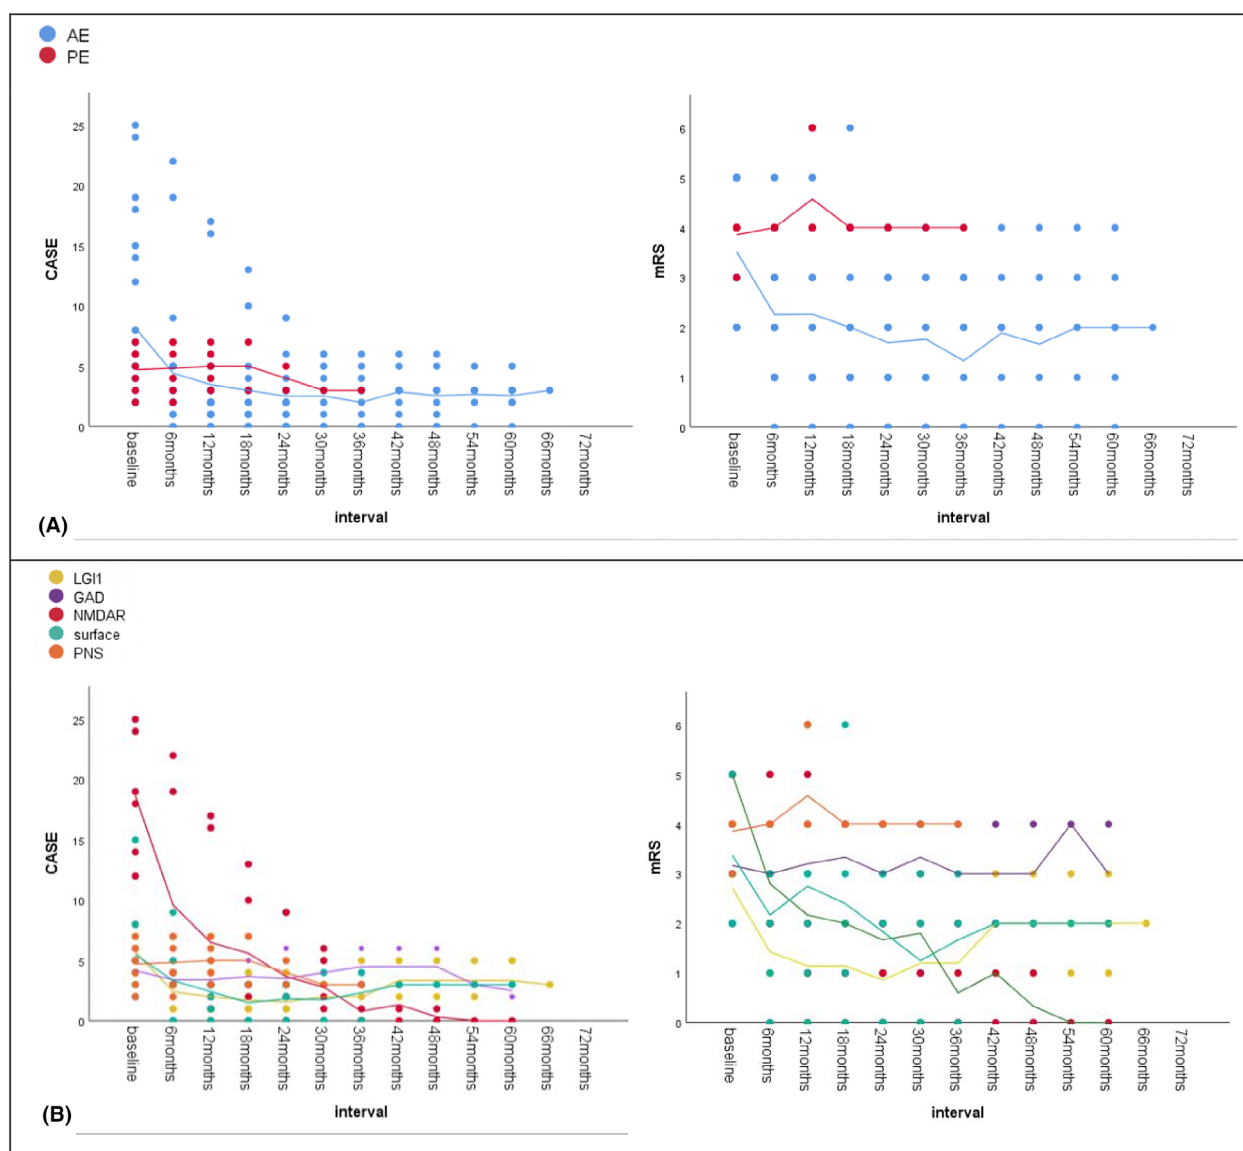 AE
PE
25
20
15
10
5
0
CASE
baseline
6months
12months
18months
24months
30months
36months
42months
48months
54months
60months
66months
72months
interval
6
5
4
3
2
1
0
mRS
baseline
6months
12months
18months
24months
30months
36months
42months
48months
54months
60months
66months
72months
interval
(A)
LGI1
GAD
NMDAR
surface
PNS
25
20
15
10
5
0
CASE
baseline
6months
12months
18months
24months
30months
36months
42months
48months
54months
60months
66months
72months
interval
6
5
4
3
2
1
0
mRS
baseline
6months
12months
18months
24months
30months
36months
42months
48months
54months
60months
66months
72months
interval
(B)